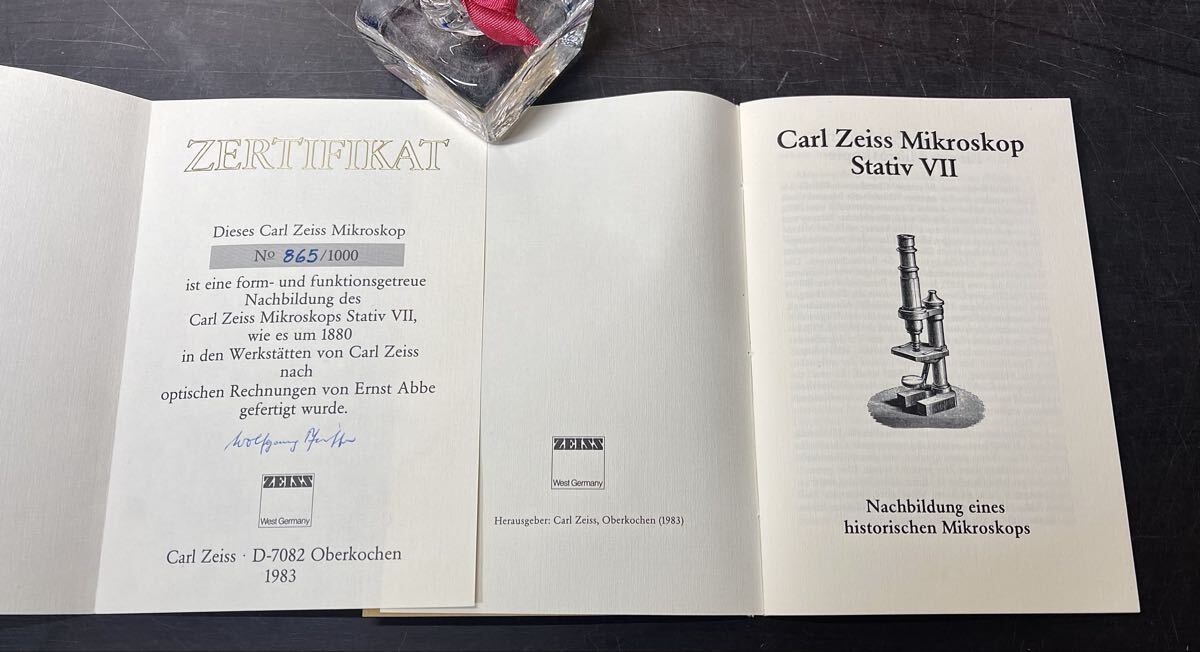 ZERTIFIKAT
Dieses Carl Zeiss Mikroskop
Nº 865/1000
ist eine form- und funktionsgetreue
Nachbildung des
Carl Zeiss Mikroskops Stativ VII,
wie es um 1880
in den Werkstätten von Carl Zeiss
nach
optischen Rechnungen von Ernst Abbe
gefertigt wurde.
Wolfgang
ZEISS
West Germany
Carl Zeiss · D-7082 Oberkochen
1983
ZEISS
West Germany
Herausgeber: Carl Zeiss, Oberkochen (1983)
Carl Zeiss Mikroskop
Stativ VII
Nachbildung eines
historischen Mikroskops